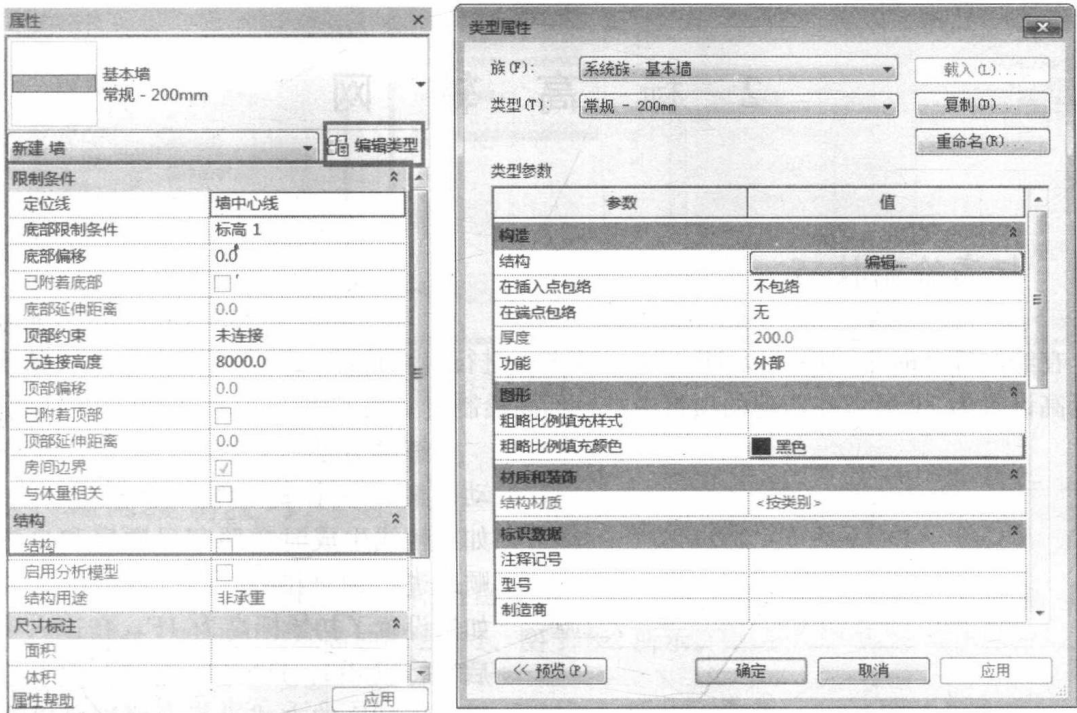 属性
基本墙
常规 - 200mm
新建 墙
编辑类型
限制条件
定位线 墙中心线
底部限制条件 标高 1
底部偏移 0.0
已附着底部
底部延伸距离 0.0
顶部约束 未连接
无连接高度 8000.0
顶部偏移 0.0
已附着顶部
顶部延伸距离 0.0
房间边界
与体量相关
结构
结构
启用分析模型
结构用途 非承重
尺寸标注
面积
体积
属性帮助 应用
类型属性
族(F): 系统族: 基本墙 载入(L)...
类型(T): 常规 - 200mm 复制(D)...
重命名(R)...
类型参数
参数 值
构造
结构 编辑...
在插入点包络 不包络
在端点包络 无
厚度 200.0
功能 外部
图形
粗略比例填充样式
粗略比例填充颜色 黑色
材质和装饰
结构材质 <按类别>
标识数据
注释记号
型号
制造商
<< 预览(P) 确定 取消 应用